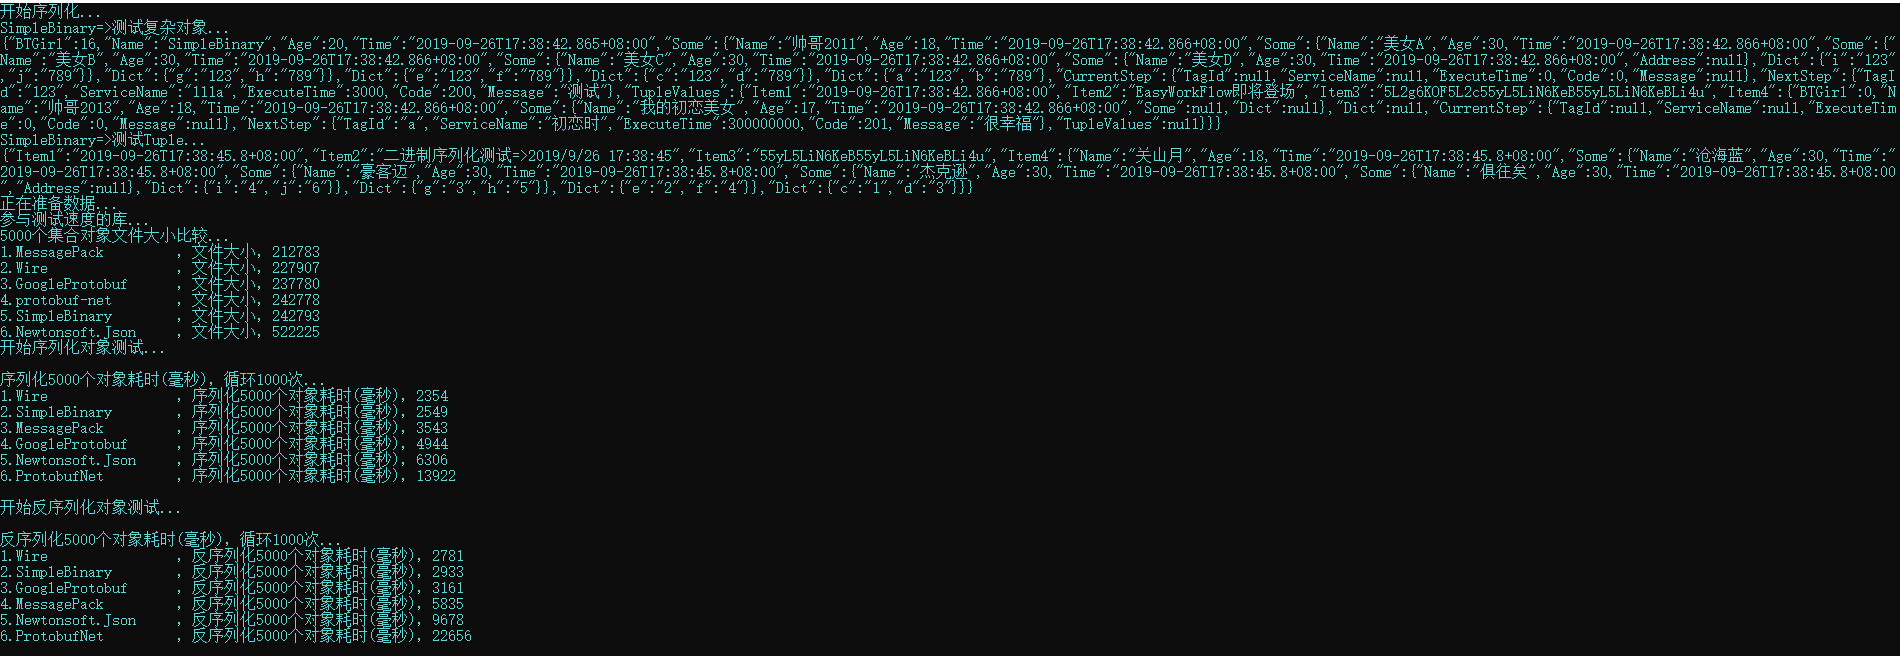 开始序列化...
SimpleBinary=>测试复杂对象...
{"BTGirl":16,"Name":"SimpleBinary","Age":20,"Time":"2019-09-26T17:38:42.865+08:00","Some":{"Name":"帅哥2011","Age":18,"Time":"2019-09-26T17:38:42.866+08:00","Some":{"Name":"美女A","Age":30,"Time":"2019-09-26T17:38:42.866+08:00","Some":{"
Name":"美女B","Age":30,"Time":"2019-09-26T17:38:42.866+08:00","Some":{"Name":"美女C","Age":30,"Time":"2019-09-26T17:38:42.866+08:00","Some":{"Name":"美女D","Age":30,"Time":"2019-09-26T17:38:42.866+08:00","Address":null},"Dict":{"i":"123"
,"j":"789"}},"Dict":{"g":"123","h":"789"}},"Dict":{"e":"123","f":"789"}},"Dict":{"c":"123","d":"789"}},"Dict":{"a":"123","b":"789"},"CurrentStep":{"TagId":null,"ServiceName":null,"ExecuteTime":0,"Code":0,"Message":null},"NextStep":{"TagI
d":"123","ServiceName":"111a","ExecuteTime":3000,"Code":200,"Message":"测试"},"TupleValues":{"Item1":"2019-09-26T17:38:42.866+08:00","Item2":"EasyWorkFlow即将登场","Item3":"5L2g6KOF5L2c55yL5LiN6KeB55yL5LiN6KeBLi4u","Item4":{"BTGirl":0,"N
ame":"帅哥2013","Age":18,"Time":"2019-09-26T17:38:42.866+08:00","Some":{"Name":"我的初恋美女","Age":17,"Time":"2019-09-26T17:38:42.866+08:00","Some":null,"Dict":null},"Dict":null,"CurrentStep":{"TagId":null,"ServiceName":null,"ExecuteTim
e":0,"Code":0,"Message":null},"NextStep":{"TagId":"a","ServiceName":"初恋时","ExecuteTime":300000000,"Code":201,"Message":"很幸福"},"TupleValues":null}}}
SimpleBinary=>测试Tuple...
{"Item1":"2019-09-26T17:38:45.8+08:00","Item2":"二进制序列化测试=>2019/9/26 17:38:45","Item3":"55yL5LiN6KeB55yL5LiN6KeBLi4u","Item4":{"Name":"关山月","Age":18,"Time":"2019-09-26T17:38:45.8+08:00","Some":{"Name":"沧海蓝","Age":30,"Time":"
2019-09-26T17:38:45.8+08:00","Some":{"Name":"豪客迈","Age":30,"Time":"2019-09-26T17:38:45.8+08:00","Some":{"Name":"杰克逊","Age":30,"Time":"2019-09-26T17:38:45.8+08:00","Some":{"Name":"俱往矣","Age":30,"Time":"2019-09-26T17:38:45.8+08:00
","Address":null},"Dict":{"i":"4","j":"6"}},"Dict":{"g":"3","h":"5"}},"Dict":{"e":"2","f":"4"}},"Dict":{"c":"1","d":"3"}}}
正在准备数据...
参与测试速度的库...
5000个集合对象文件大小比较...
1.MessagePack , 文件大小, 212783
2.Wire , 文件大小, 227907
3.GoogleProtobuf , 文件大小, 237780
4.protobuf-net , 文件大小, 242778
5.SimpleBinary , 文件大小, 242793
6.Newtonsoft.Json , 文件大小, 522225
开始序列化对象测试...
序列化5000个对象耗时(毫秒), 循环1000次...
1.Wire , 序列化5000个对象耗时(毫秒), 2354
2.SimpleBinary , 序列化5000个对象耗时(毫秒), 2549
3.MessagePack , 序列化5000个对象耗时(毫秒), 3543
4.GoogleProtobuf , 序列化5000个对象耗时(毫秒), 4944
5.Newtonsoft.Json , 序列化5000个对象耗时(毫秒), 6306
6.ProtobufNet , 序列化5000个对象耗时(毫秒), 13922
开始反序列化对象测试...
反序列化5000个对象耗时(毫秒), 循环1000次...
1.Wire , 反序列化5000个对象耗时(毫秒), 2781
2.SimpleBinary , 反序列化5000个对象耗时(毫秒), 2933
3.GoogleProtobuf , 反序列化5000个对象耗时(毫秒), 3161
4.MessagePack , 反序列化5000个对象耗时(毫秒), 5835
5.Newtonsoft.Json , 反序列化5000个对象耗时(毫秒), 9678
6.ProtobufNet , 反序列化5000个对象耗时(毫秒), 22656